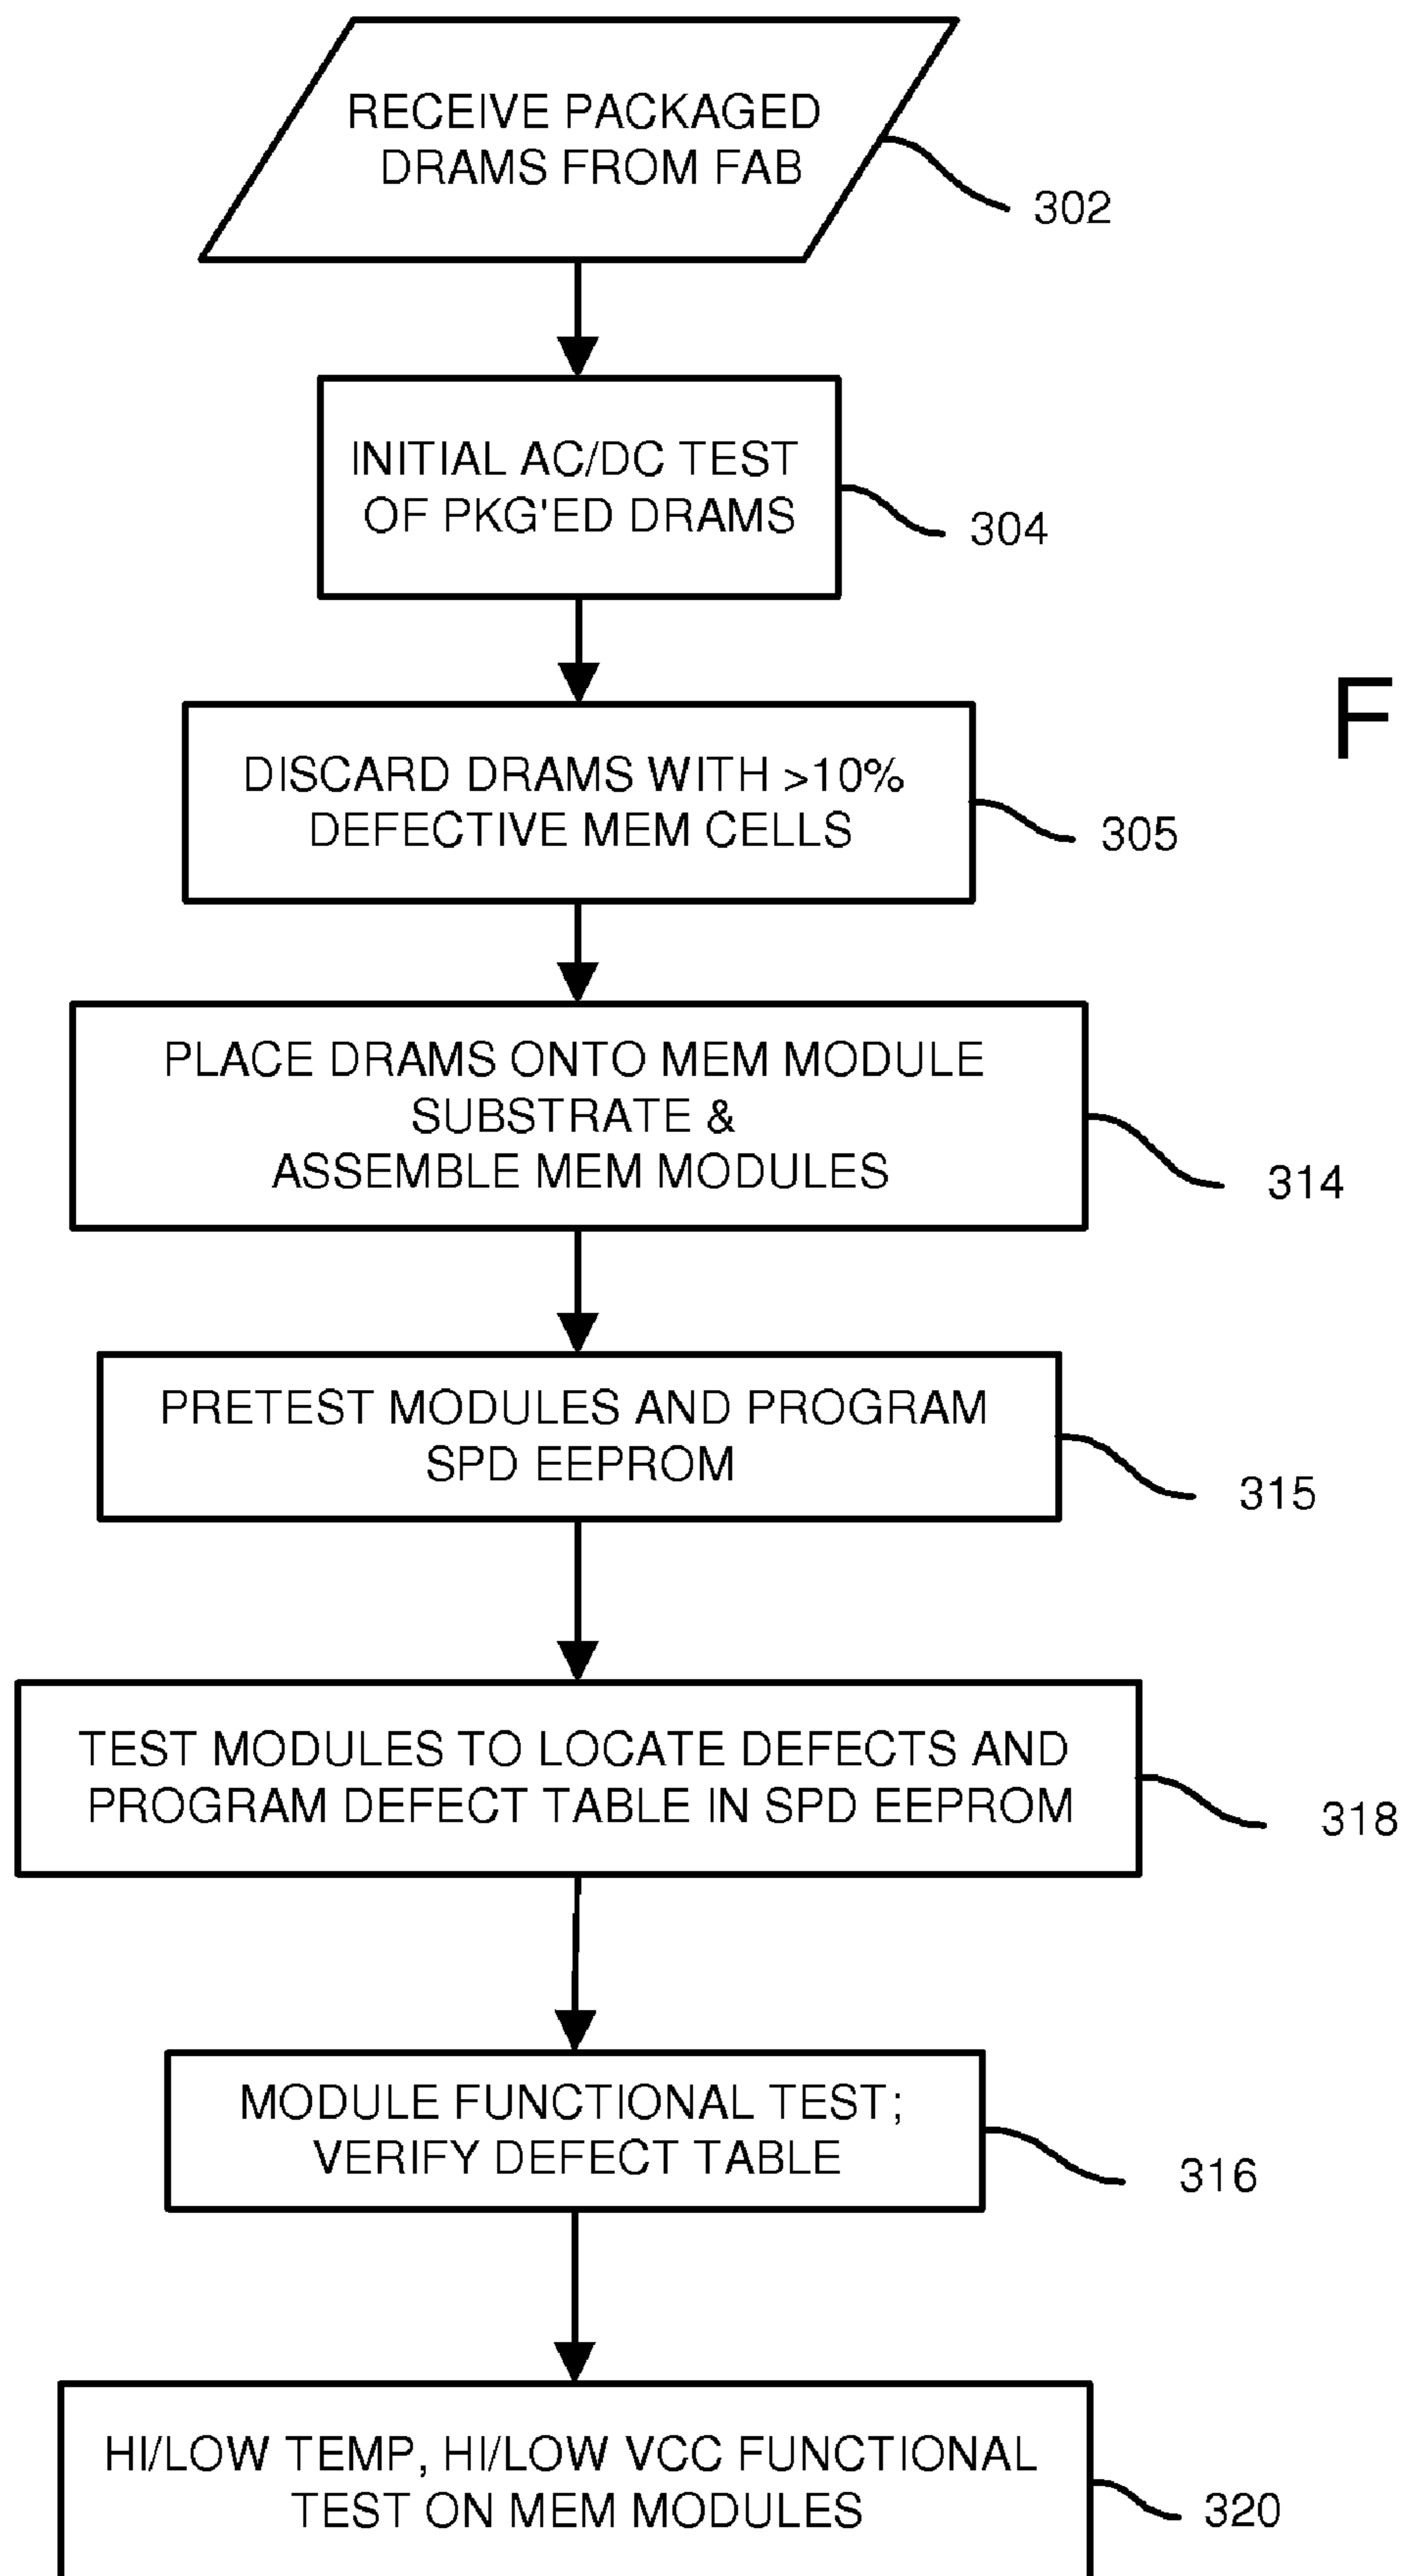 RECEIVE PACKAGED
DRAMS FROM FAB
302
INITIAL AC/DC TEST
OF PKG'ED DRAMS
304
F
DISCARD DRAMS WITH >10%
DEFECTIVE MEM CELLS
305
PLACE DRAMS ONTO MEM MODULE
SUBSTRATE &
ASSEMBLE MEM MODULES
314
PRETEST MODULES AND PROGRAM
SPD EEPROM
315
TEST MODULES TO LOCATE DEFECTS AND
PROGRAM DEFECT TABLE IN SPD EEPROM
318
MODULE FUNCTIONAL TEST;
VERIFY DEFECT TABLE
316
HI/LOW TEMP, HI/LOW VCC FUNCTIONAL
TEST ON MEM MODULES
320